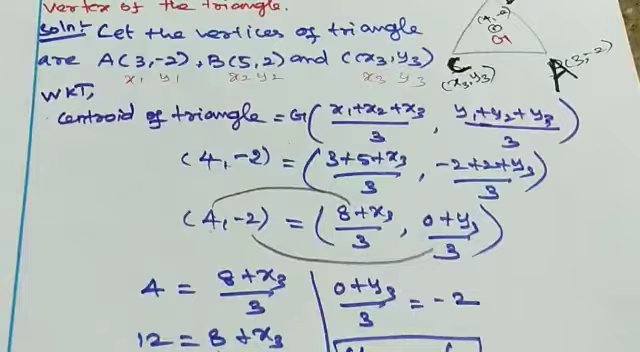 vertex of the triangle.
Soln:- Let the vertices of triangle
are A(3,-2), B(5,2) and C(x₃,y₃)
x₁ y₁ x₂ y₂ x₃ y₃
WKT,
Centroid of triangle = G((x₁+x₂+x₃)/3, (y₁+y₂+y₃)/3)
(4,-2) = ((3+5+x₃)/3, (-2+2+y₃)/3)
(4,-2) = ((8+x₃)/3, (0+y₃)/3)
4 = (8+x₃)/3
12 = 8+x₃
(0+y₃)/3 = -2
(4,-2)
G
C
(x₃,y₃)
A(3,-2)